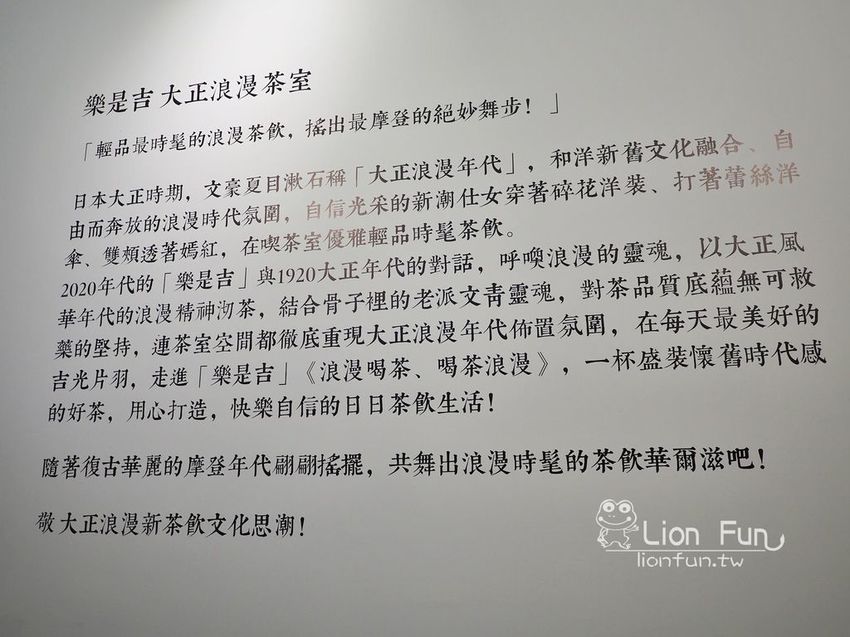 樂是吉 大正浪漫茶室
「輕品最時髦的浪漫茶飲，搖出最摩登的絕妙舞步！」
日本大正時期，文豪夏目漱石稱「大正浪漫年代」，和洋新舊文化融合、自
由而奔放的浪漫時代氛圍，自信光采的新潮仕女穿著碎花洋裝、打著蕾絲洋
傘、雙頰透著嫣紅，在喫茶室優雅輕品時髦茶飲。
2020年代的「樂是吉」與1920大正年代的對話，呼喚浪漫的靈魂，以大正風
華年代的浪漫精神沏茶，結合骨子裡的老派文青靈魂，對茶品質底蘊無可救
藥的堅持，連茶室空間都徹底重現大正浪漫年代佈置氛圍，在每天最美好的
吉光片羽，走進「樂是吉」《浪漫喝茶、喝茶浪漫》，一杯盛裝懷舊時代感
的好茶，用心打造，快樂自信的日日茶飲生活！
隨著復古華麗的摩登年代翩翩搖擺，共舞出浪漫時髦的茶飲華爾滋吧！
敬大正浪漫新茶飲文化思潮！
Lion Fun
lionfun.tw